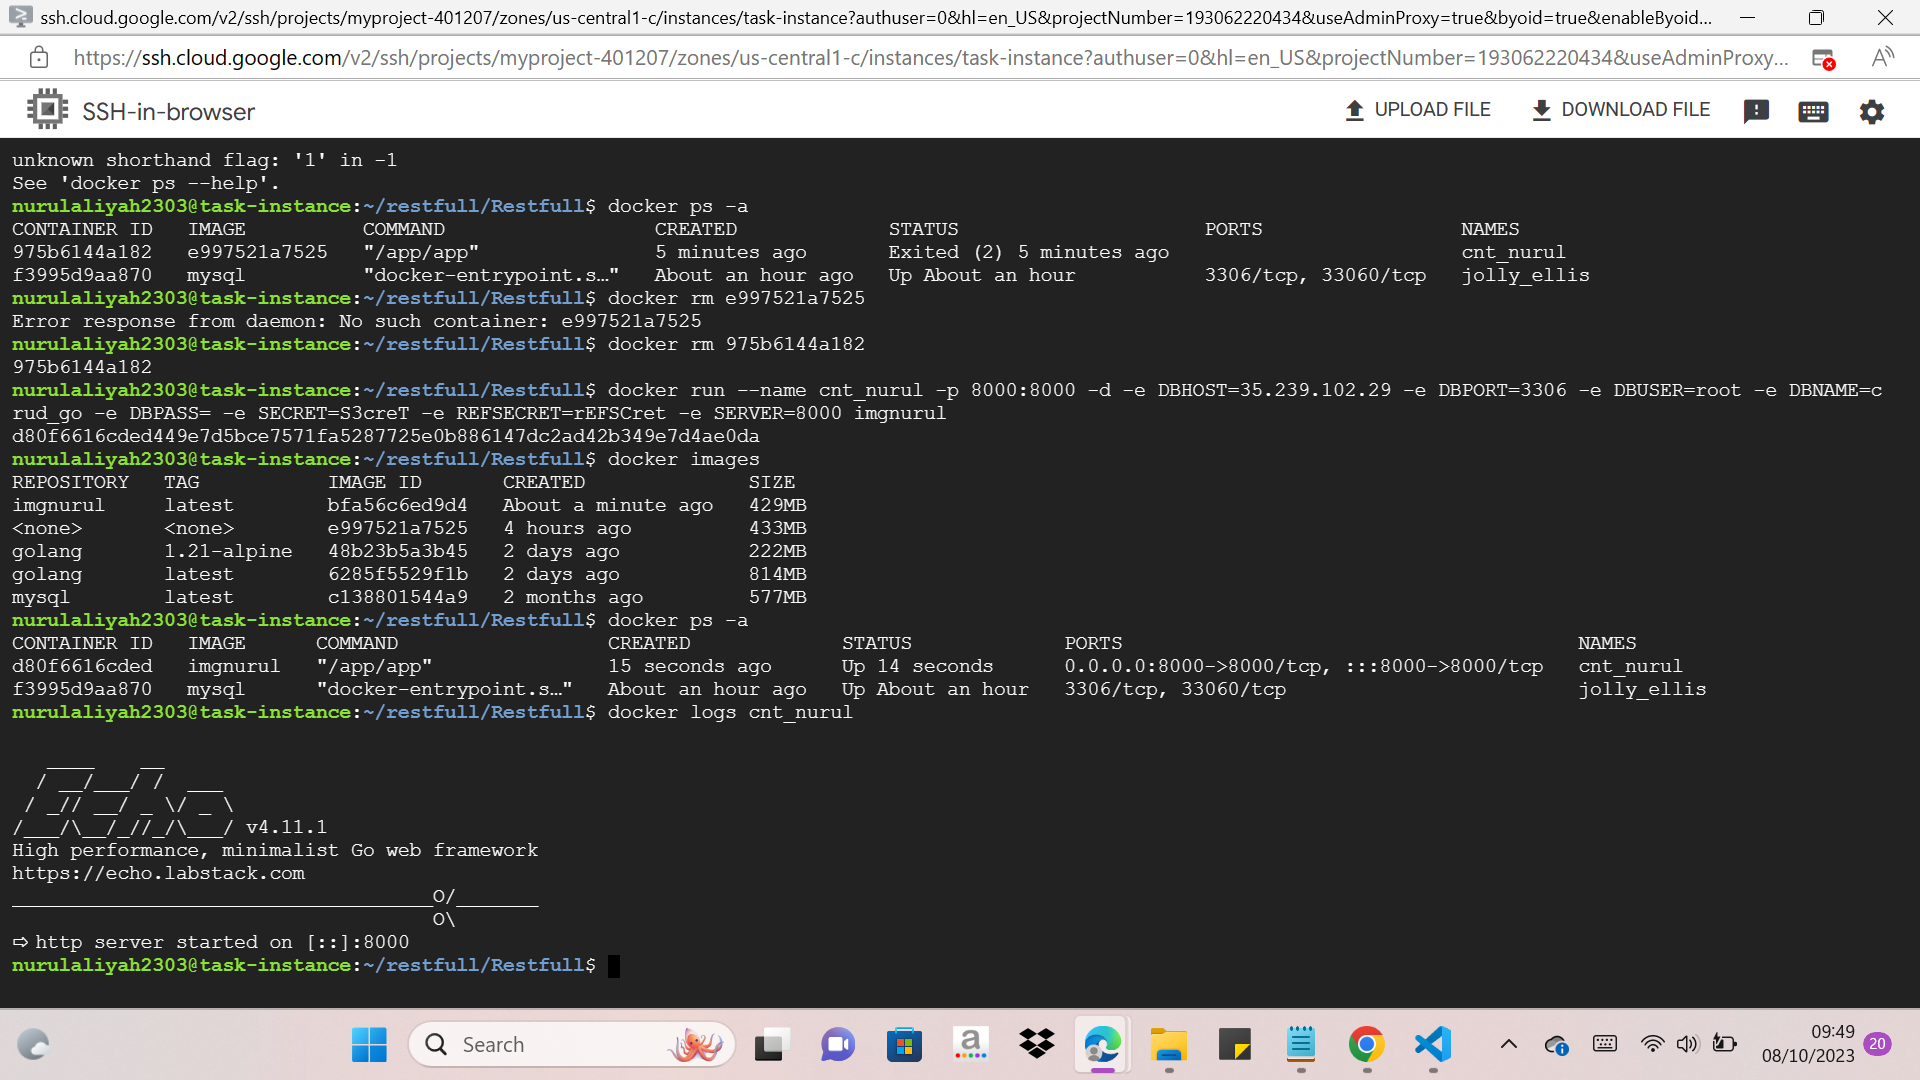 ssh.cloud.google.com/v2/ssh/projects/myproject-401207/zones/us-central1-c/instances/task-instance?authuser=0&hl=en_US&projectNumber=193062220434&useAdminProxy=true&byoid=true&enableByoid...
https://ssh.cloud.google.com/v2/ssh/projects/myproject-401207/zones/us-central1-c/instances/task-instance?authuser=0&hl=en_US&projectNumber=193062220434&useAdminProxy...
SSH-in-browser UPLOAD FILE DOWNLOAD FILE
unknown shorthand flag: '1' in -1
See 'docker ps --help'.
nurulaliyah2303@task-instance:~/restfull/Restfull$ docker ps -a
CONTAINER ID   IMAGE          COMMAND                  CREATED             STATUS                     PORTS                 NAMES
975b6144a182   e997521a7525   "/app/app"               5 minutes ago       Exited (2) 5 minutes ago                         cnt_nurul
f3995d9aa870   mysql          "docker-entrypoint.s…"   About an hour ago   Up About an hour           3306/tcp, 33060/tcp   jolly_ellis
nurulaliyah2303@task-instance:~/restfull/Restfull$ docker rm e997521a7525
Error response from daemon: No such container: e997521a7525
nurulaliyah2303@task-instance:~/restfull/Restfull$ docker rm 975b6144a182
975b6144a182
nurulaliyah2303@task-instance:~/restfull/Restfull$ docker run --name cnt_nurul -p 8000:8000 -d -e DBHOST=35.239.102.29 -e DBPORT=3306 -e DBUSER=root -e DBNAME=c
rud_go -e DBPASS= -e SECRET=S3creT -e REFSECRET=rEFSCret -e SERVER=8000 imgnurul
d80f6616cded449e7d5bce7571fa5287725e0b886147dc2ad42b349e7d4ae0da
nurulaliyah2303@task-instance:~/restfull/Restfull$ docker images
REPOSITORY   TAG           IMAGE ID       CREATED              SIZE
imgnurul     latest        bfa56c6ed9d4   About a minute ago   429MB
<none>       <none>        e997521a7525   4 hours ago          433MB
golang       1.21-alpine   48b23b5a3b45   2 days ago           222MB
golang       latest        6285f5529f1b   2 days ago           814MB
mysql        latest        c138801544a9   2 months ago         577MB
nurulaliyah2303@task-instance:~/restfull/Restfull$ docker ps -a
CONTAINER ID   IMAGE      COMMAND                  CREATED             STATUS             PORTS                                       NAMES
d80f6616cded   imgnurul   "/app/app"               15 seconds ago      Up 14 seconds      0.0.0.0:8000->8000/tcp, :::8000->8000/tcp   cnt_nurul
f3995d9aa870   mysql      "docker-entrypoint.s…"   About an hour ago   Up About an hour   3306/tcp, 33060/tcp                         jolly_ellis
nurulaliyah2303@task-instance:~/restfull/Restfull$ docker logs cnt_nurul
   ____    __
  / __/___/ /  ___
 / _// __/ _ \/ _ \
/___/\__/_//_/\___/ v4.11.1
High performance, minimalist Go web framework
https://echo.labstack.com
____________________________________O/_______
                                    O\
⇨ http server started on [::]:8000
nurulaliyah2303@task-instance:~/restfull/Restfull$
Search
09:49
08/10/2023
20